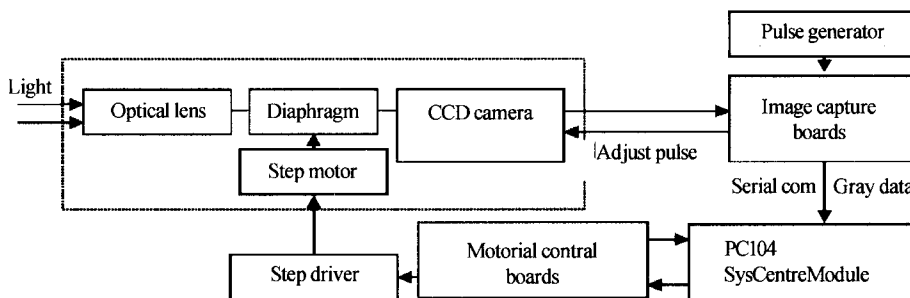 Pulse generator
Light
Optical lens
Diaphragm
CCD camera
Image capture
boards
Adjust pulse
Step motor
Serial com
Gray data
Step driver
Motorial contral
boards
PC104
SysCentreModule